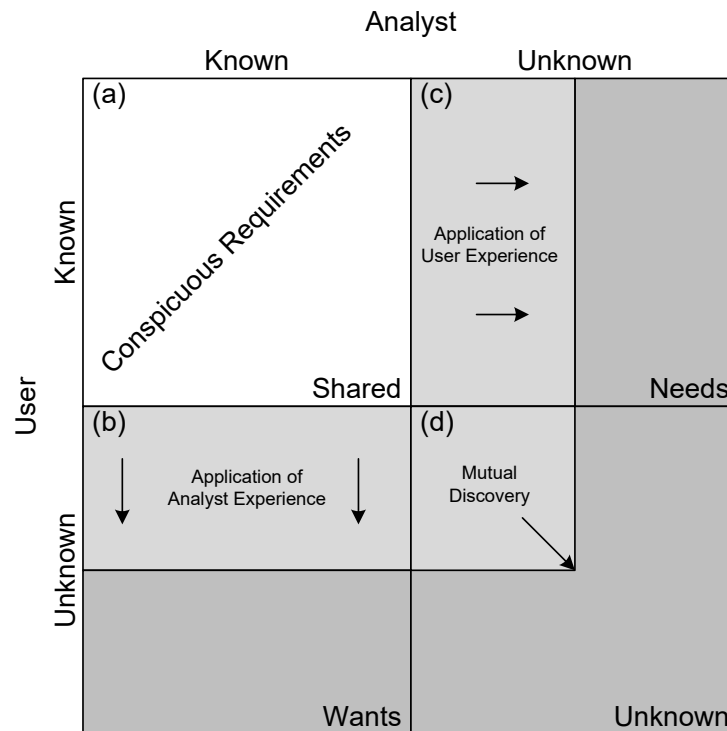 Analyst
Known
Unknown
User
Known
Unknown
(a)
Conspicuous Requirements
Shared
(c)
Application of
User Experience
Needs
(b)
Application of
Analyst Experience
Wants
(d)
Mutual
Discovery
Unknown